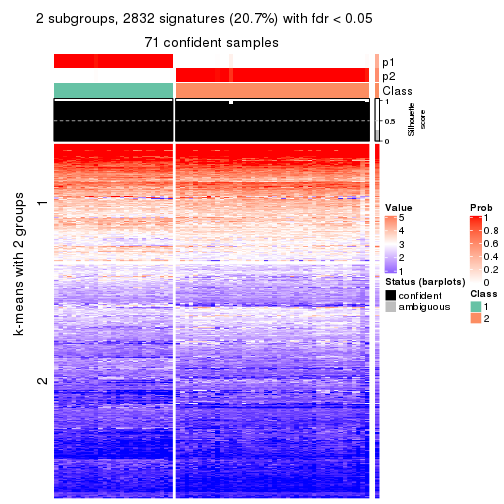 2 subgroups, 2832 signatures (20.7%) with fdr < 0.05
71 confident samples
p1
p2
Class
1
0.5
0
Silhouette
score
k-means with 2 groups
1
2
Value
5
4
3
2
1
Status (barplots)
confident
ambiguous
Prob
1
0.8
0.6
0.4
0.2
0
Class
1
2